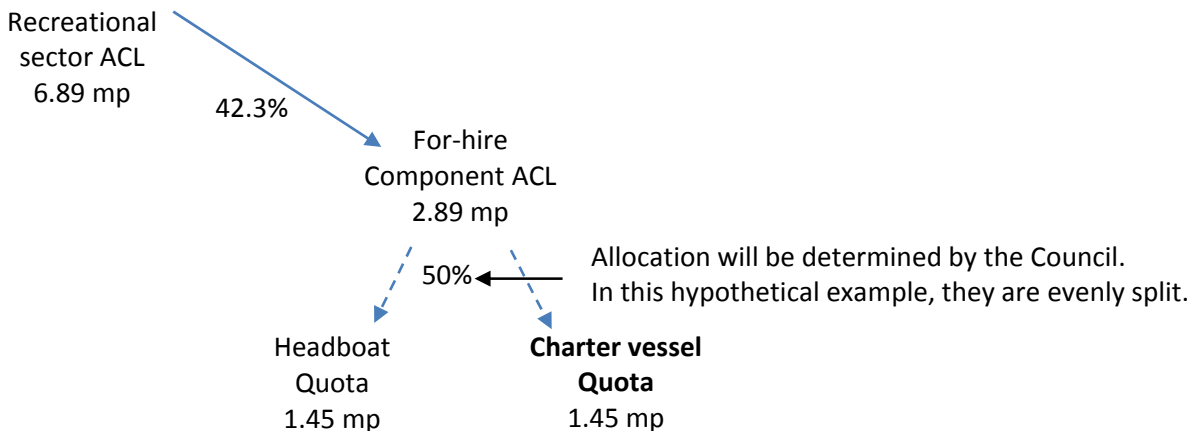 Recreational
sector ACL
6.89 mp
42.3%
For-hire
Component ACL
2.89 mp
50%
Allocation will be determined by the Council.
In this hypothetical example, they are evenly split.
Headboat
Quota
1.45 mp
Charter vessel
Quota
1.45 mp